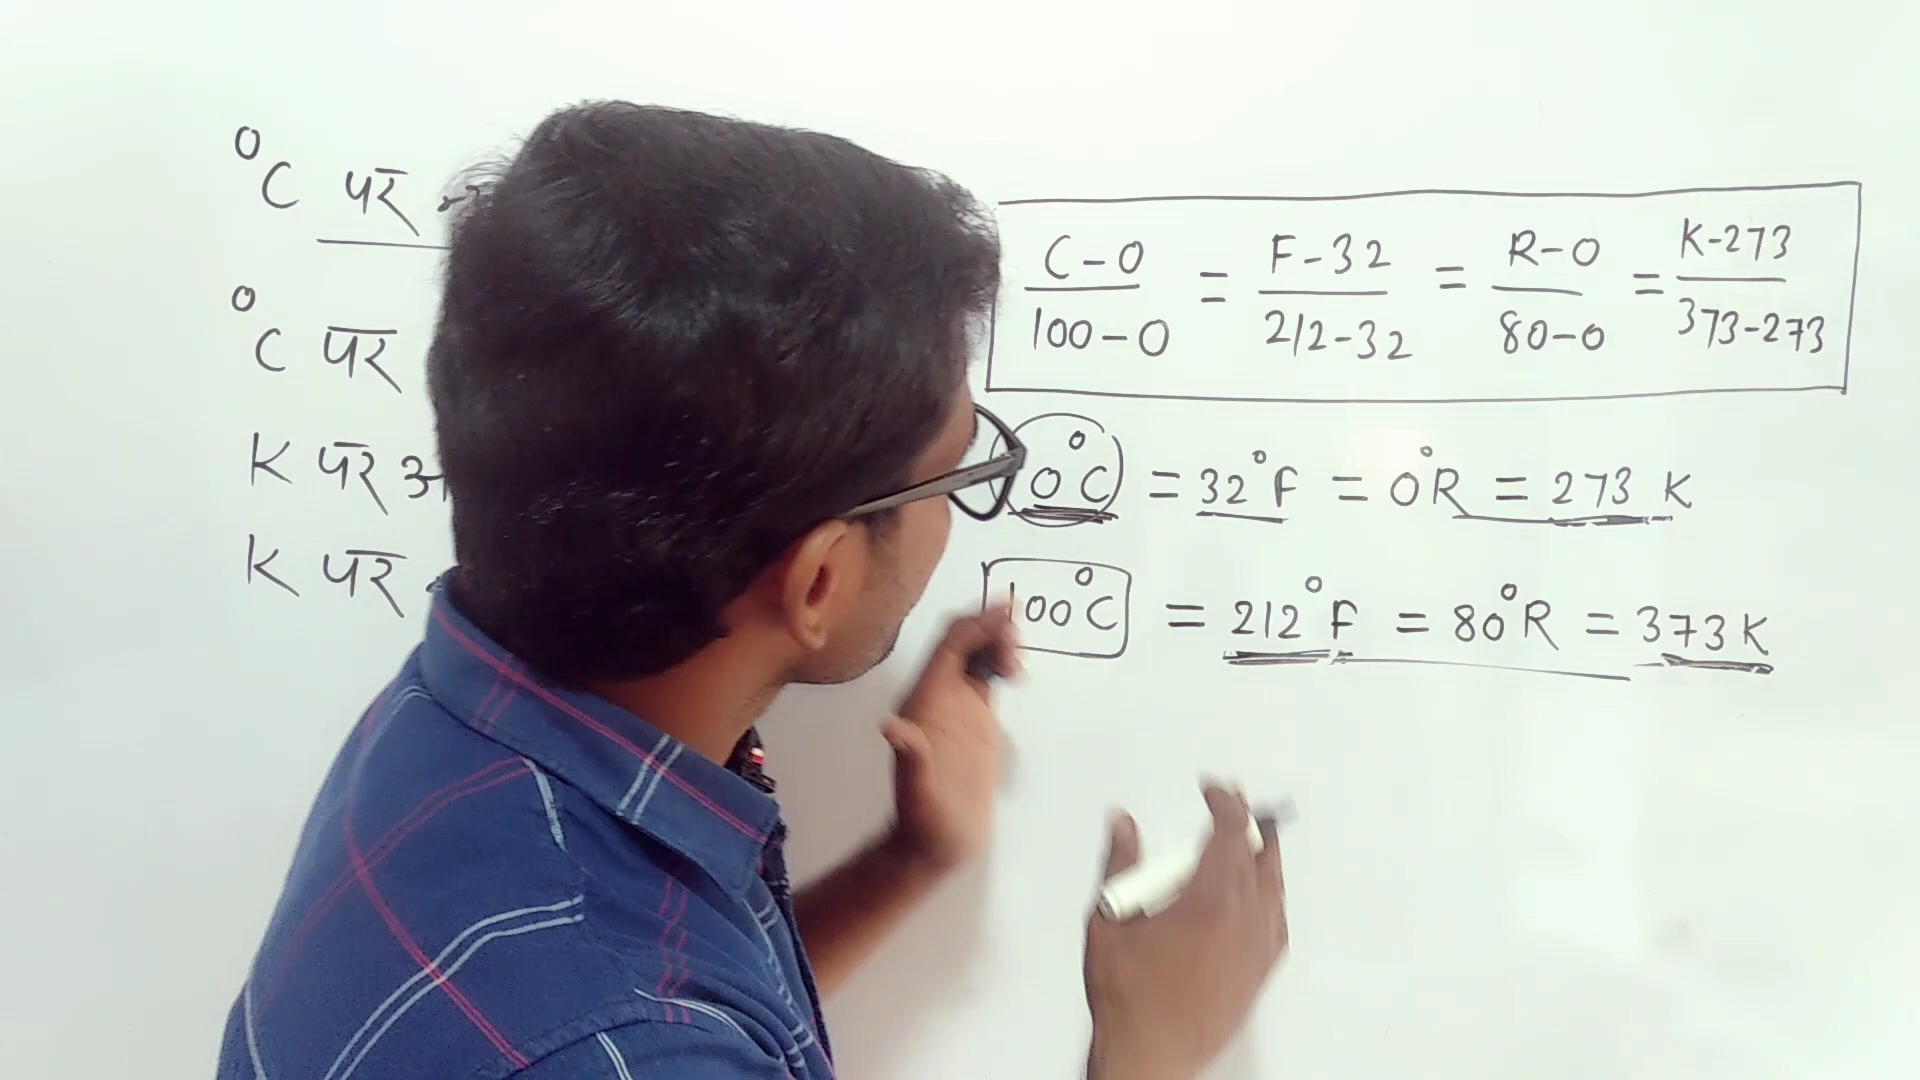 °C पर
°C पर
K पर
K पर
C-0 / 100-0 = F-32 / 212-32 = R-0 / 80-0 = K-273 / 373-273
0°C = 32°F = 0°R = 273 K
100°C = 212°F = 80°R = 373 K